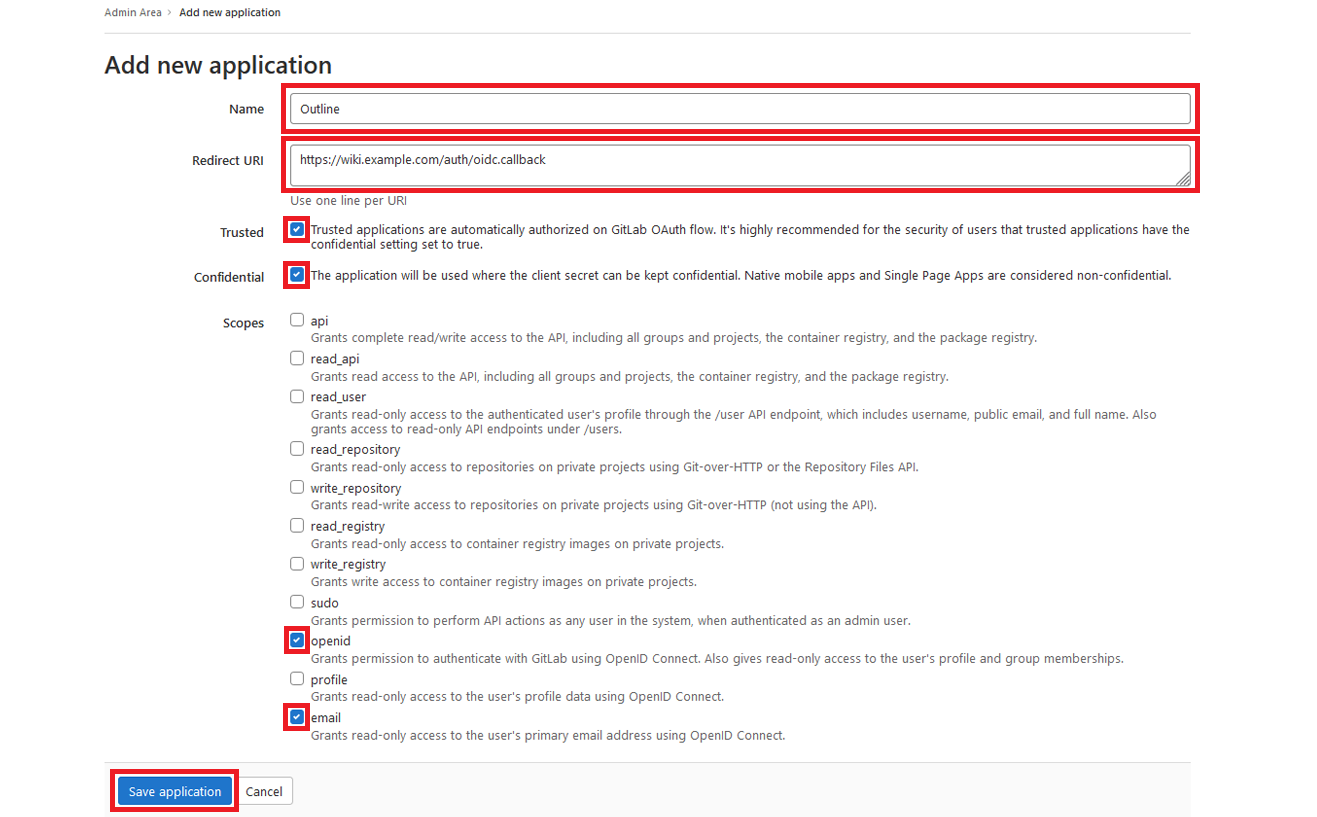 Admin Area › Add new application
Add new application
Name
Outline
Redirect URI
https://wiki.example.com/auth/oidc.callback
Use one line per URI
Trusted
Trusted applications are automatically authorized on GitLab OAuth flow. It's highly recommended for the security of users that trusted applications have the
confidential setting set to true.
Confidential
The application will be used where the client secret can be kept confidential. Native mobile apps and Single Page Apps are considered non-confidential.
Scopes
api
Grants complete read/write access to the API, including all groups and projects, the container registry, and the package registry.
read_api
Grants read access to the API, including all groups and projects, the container registry, and the package registry.
read_user
Grants read-only access to the authenticated user's profile through the /user API endpoint, which includes username, public email, and full name. Also
grants access to read-only API endpoints under /users.
read_repository
Grants read-only access to repositories on private projects using Git-over-HTTP or the Repository Files API.
write_repository
Grants read-write access to repositories on private projects using Git-over-HTTP (not using the API).
read_registry
Grants read-only access to container registry images on private projects.
write_registry
Grants write access to container registry images on private projects.
sudo
Grants permission to perform API actions as any user in the system, when authenticated as an admin user.
openid
Grants permission to authenticate with GitLab using OpenID Connect. Also gives read-only access to the user's profile and group memberships.
profile
Grants read-only access to the user's profile data using OpenID Connect.
email
Grants read-only access to the user's primary email address using OpenID Connect.
Save application
Cancel